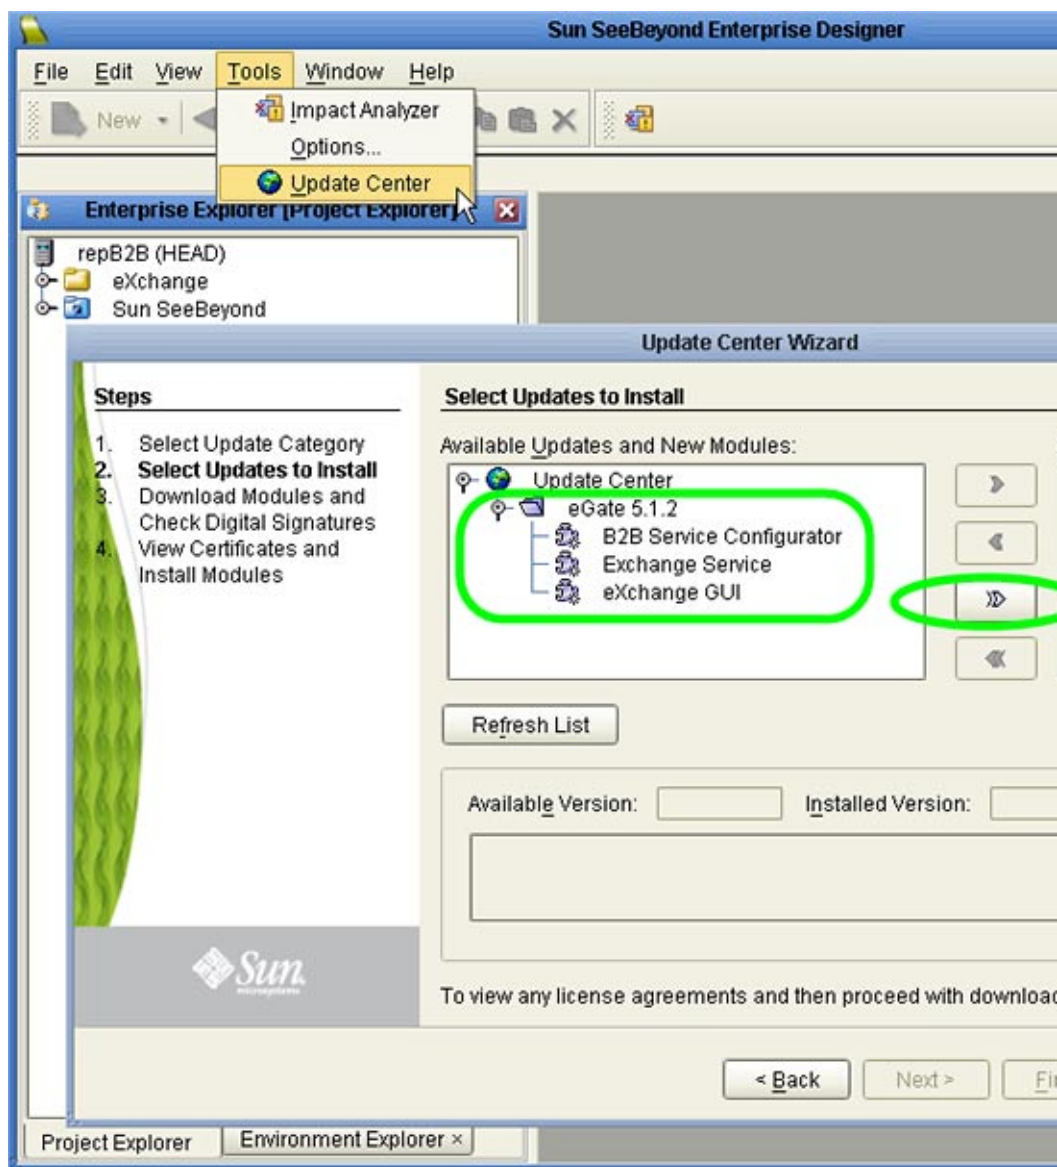 Sun SeeBeyond Enterprise Designer
File Edit View Tools Window Help
New
Impact Analyzer
Options...
Update Center
Enterprise Explorer [Project Explorer]
repB2B (HEAD)
eXchange
Sun SeeBeyond
Update Center Wizard
Steps
1. Select Update Category
2. Select Updates to Install
3. Download Modules and
Check Digital Signatures
4. View Certificates and
Install Modules
Select Updates to Install
Available Updates and New Modules:
Update Center
eGate 5.1.2
B2B Service Configurator
Exchange Service
eXchange GUI
Refresh List
Available Version:
Installed Version:
Sun
microsystems
To view any license agreements and then proceed with download
< Back
Next >
Fi
Project Explorer
Environment Explorer ×